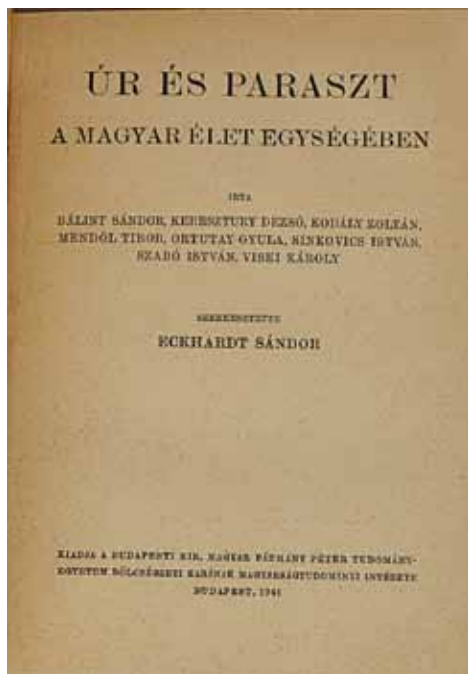 ÚR ÉS PARASZT
A MAGYAR ÉLET EGYSÉGÉBEN
IRTA
BÁLINT SÁNDOR, KERESZTURY DEZSŐ, KODÁLY ZOLTÁN,
MENDÖL TIBOR, ORTUTAY GYULA, SINKOVICS ISTVÁN,
SZABÓ ISTVÁN, VISKI KÁROLY
SZERKESZTETTE
ECKHARDT SÁNDOR
KIADJA A BUDAPESTI KIR. MAGYAR PÁZMÁNY PÉTER TUDOMÁNY-
EGYETEM BÖLCSÉSZETI KARÁNAK MAGYARSÁGTUDOMÁNYI INTÉZETE
BUDAPEST, 1941